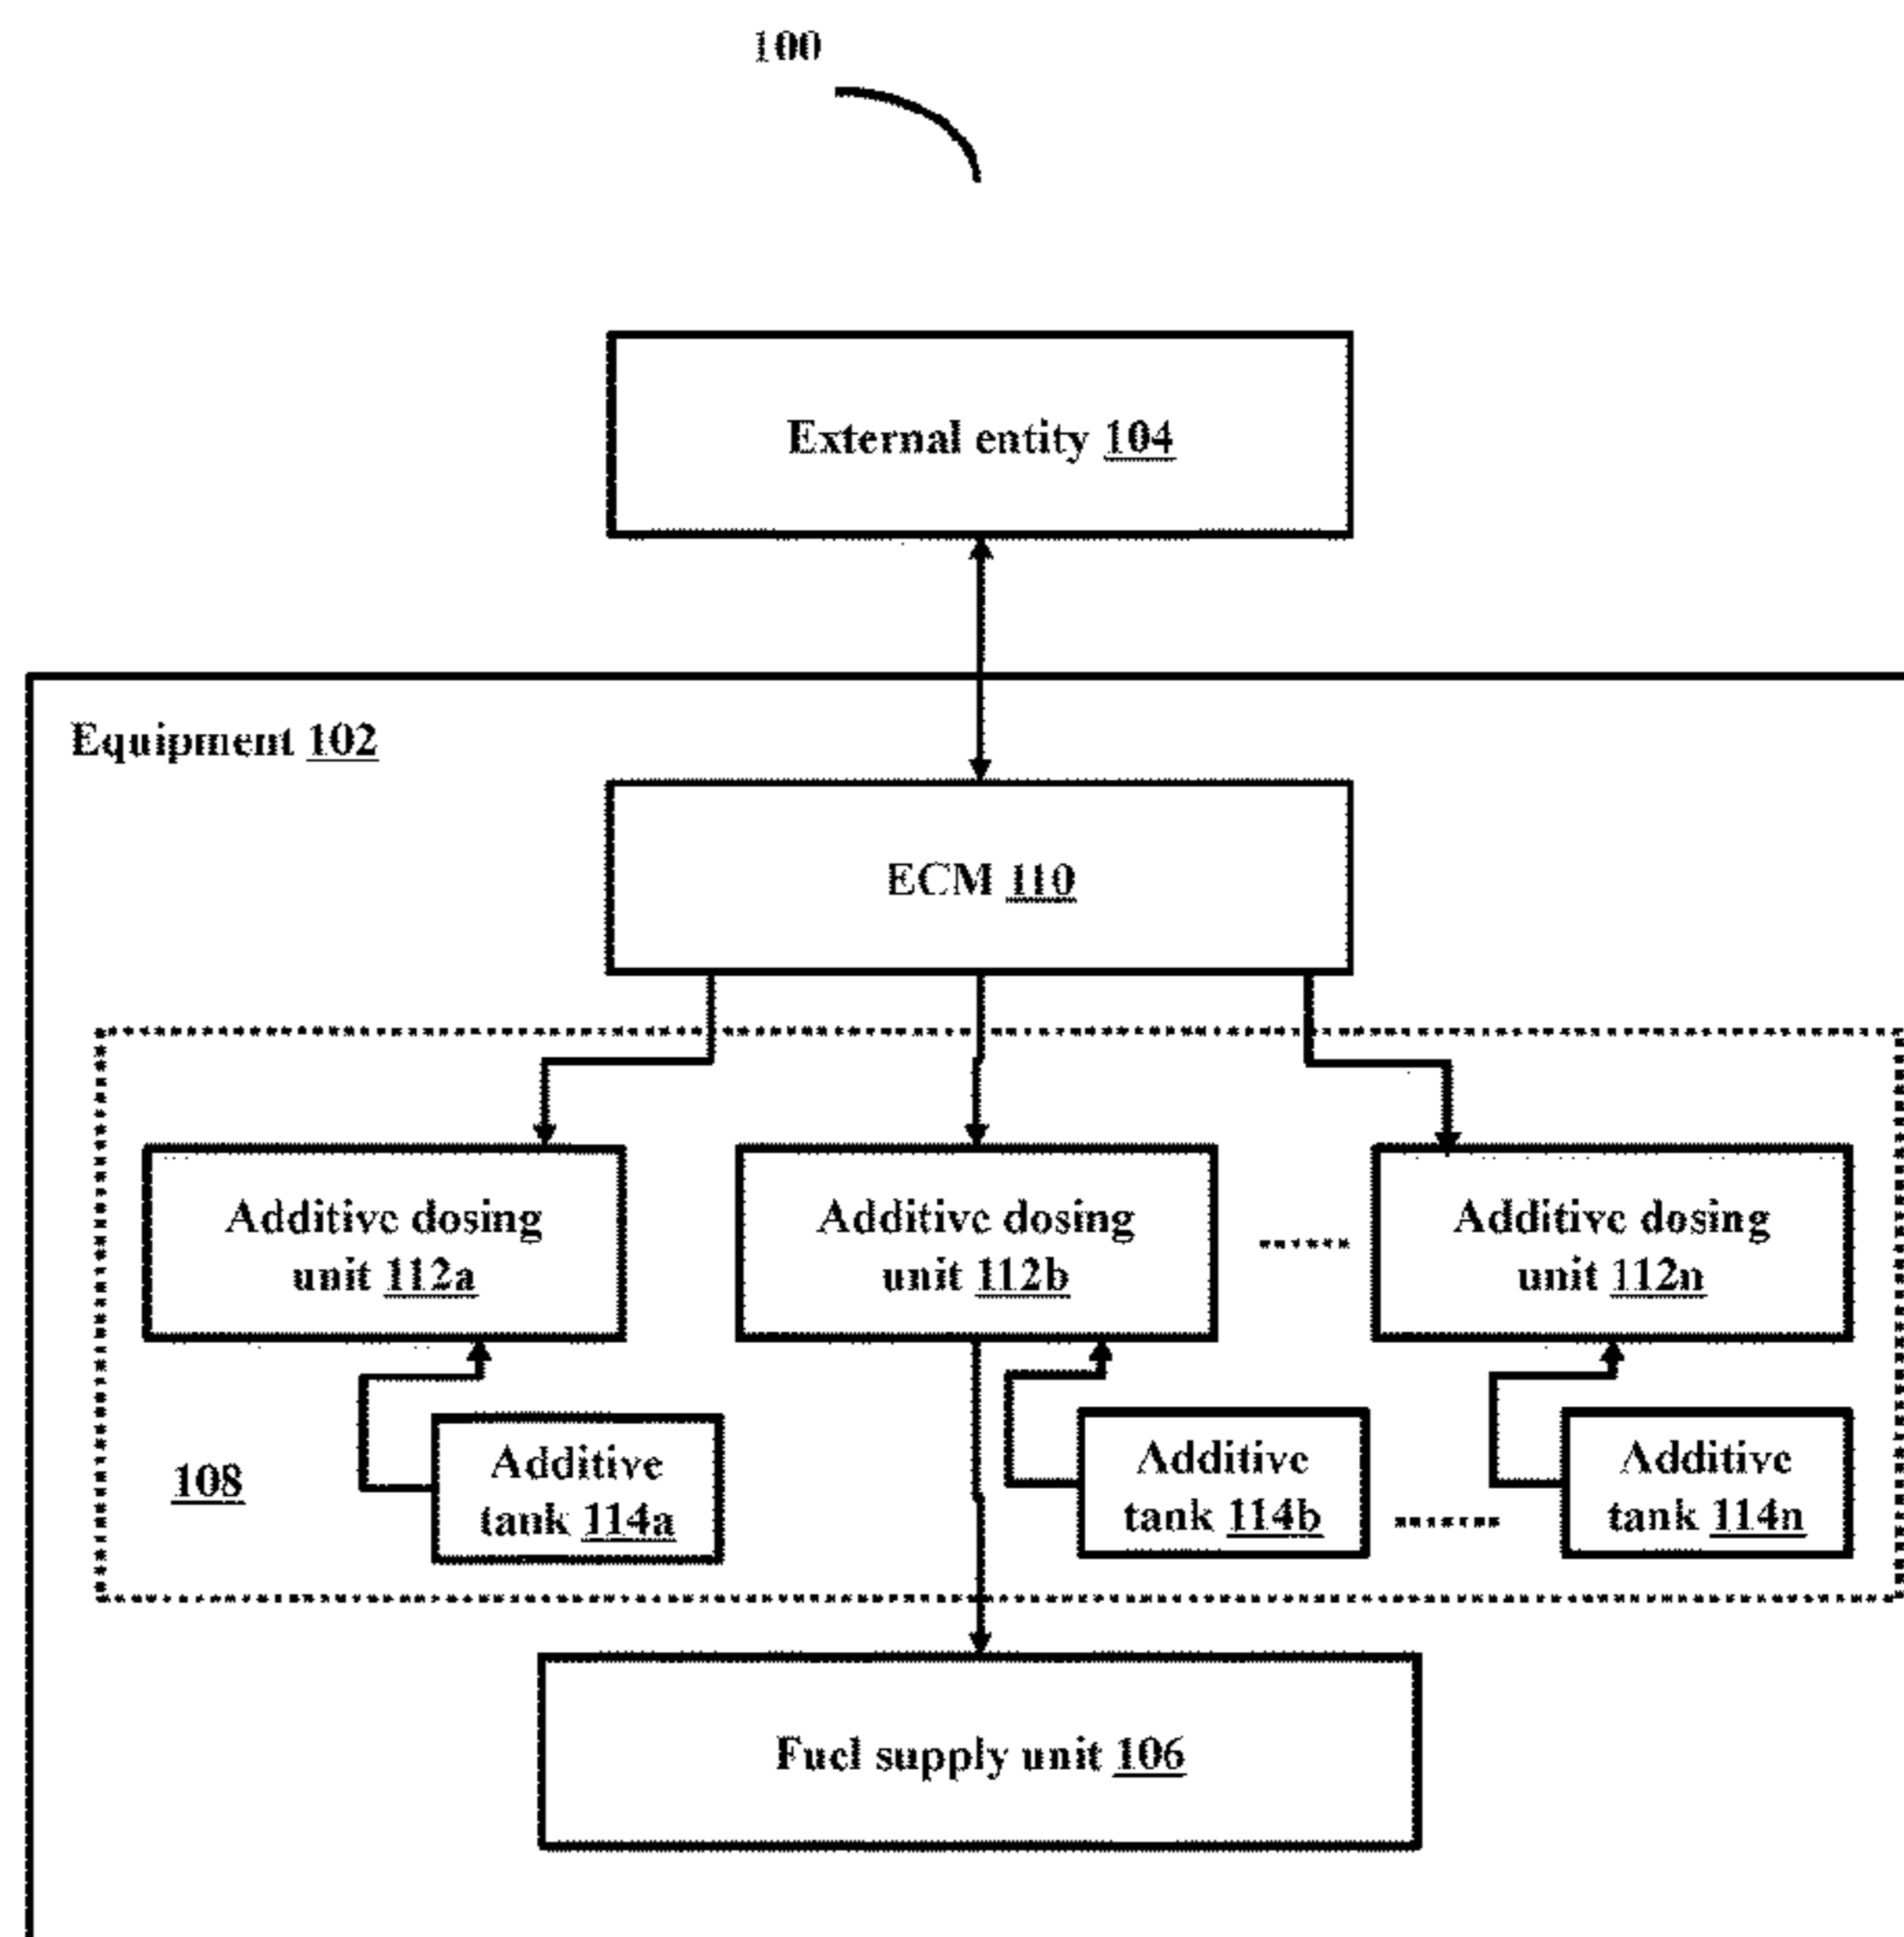 100
External entity 104
Equipment 102
ECM 110
Additive dosing
unit 112a
Additive dosing
unit 112b
Additive dosing
unit 112n
108
Additive
tank 114a
Additive
tank 114b
Additive
tank 114n
Fuel supply unit 106